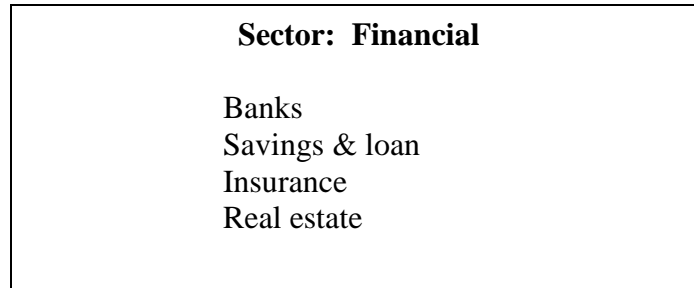 Sector: Financial
Banks
Savings & loan
Insurance
Real estate